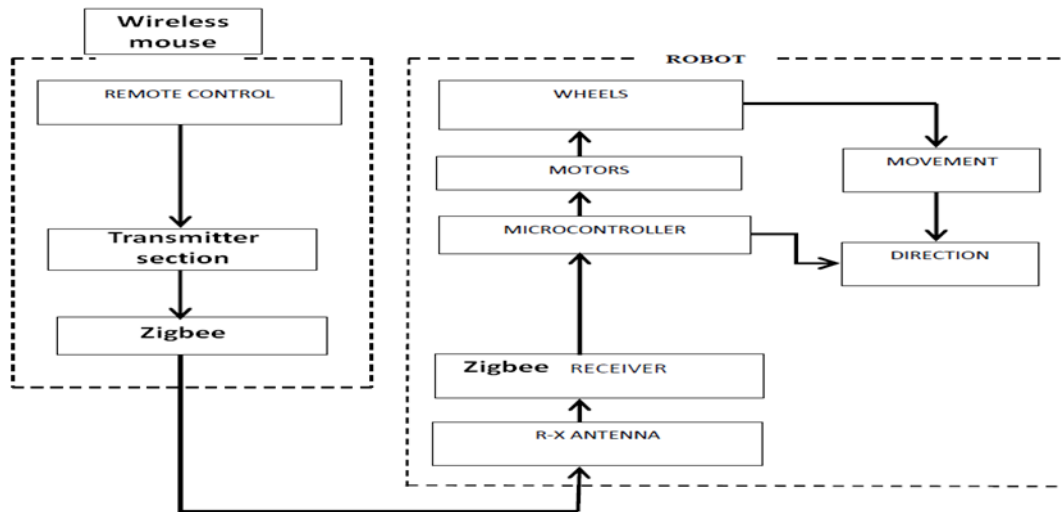 Wireless
mouse
REMOTE CONTROL
Transmitter
section
Zigbee
ROBOT
WHEELS
MOTORS
MICROCONTROLLER
Zigbee RECEIVER
R-X ANTENNA
MOVEMENT
DIRECTION